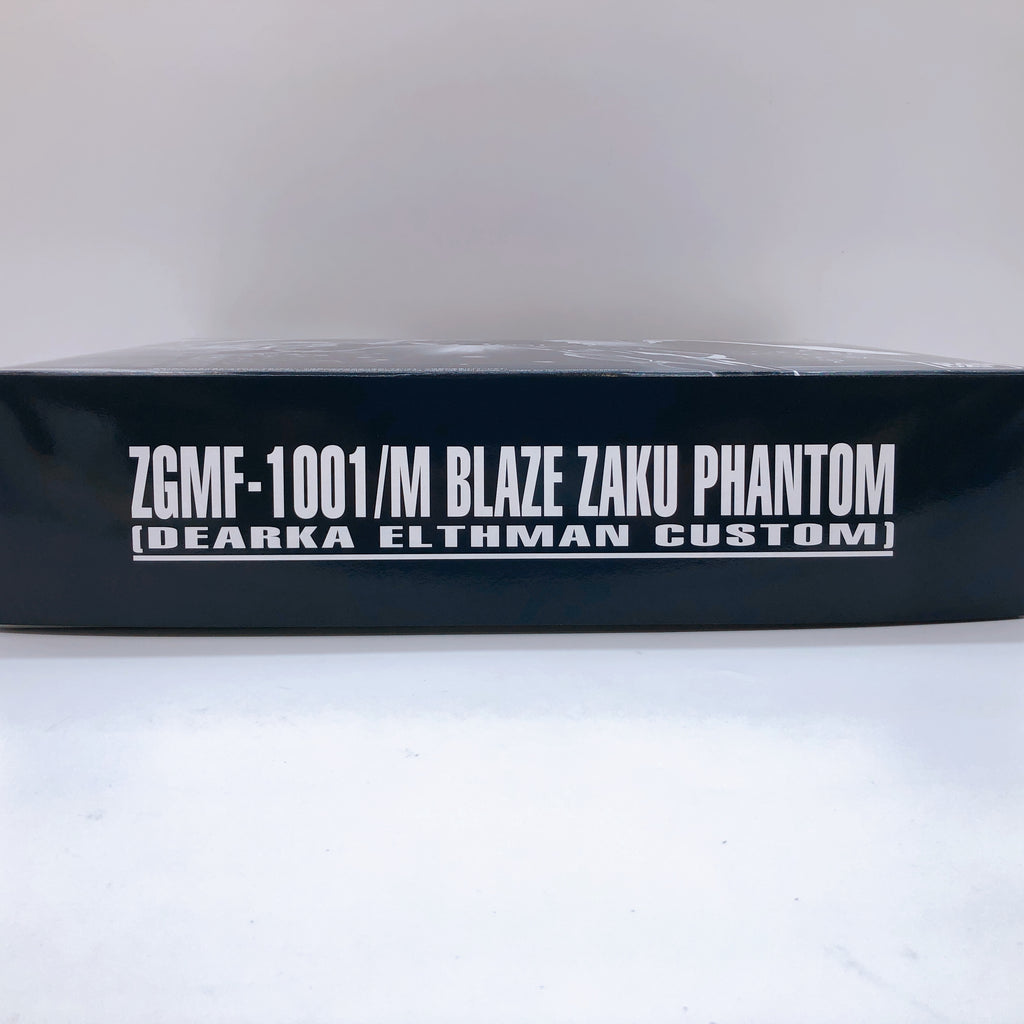 ZGMF-1001/M BLAZE ZAKU PHANTOM
(DEARKA ELTHMAN CUSTOM)